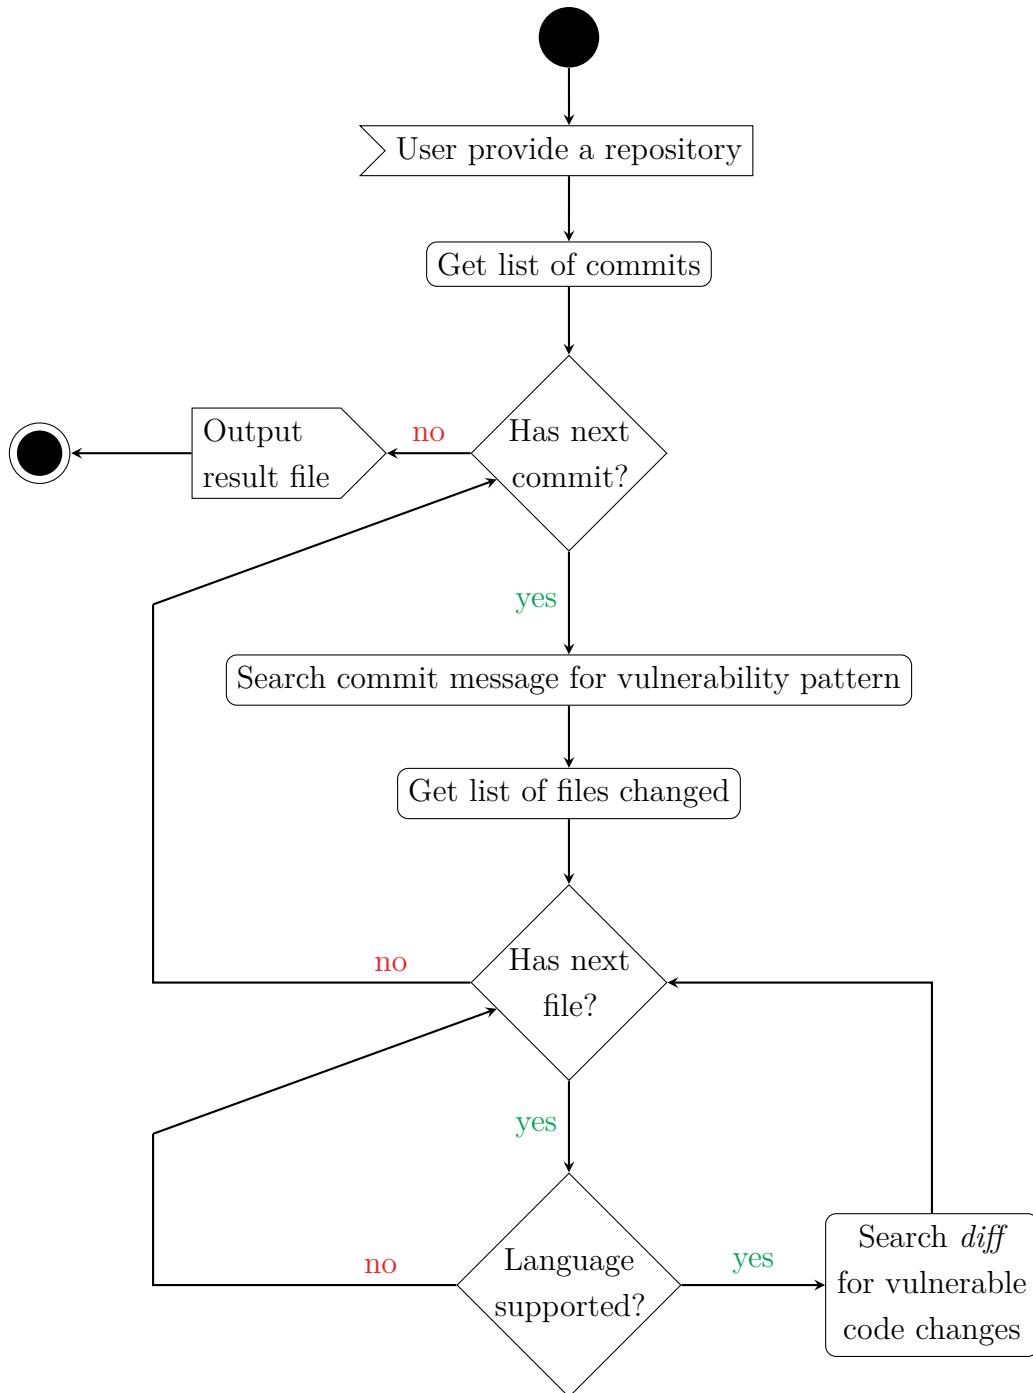 User provide a repository
Get list of commits
Has next
commit?
no
Output
result file
yes
Search commit message for vulnerability pattern
Get list of files changed
Has next
file?
no
yes
Language
supported?
no
yes
Search diff
for vulnerable
code changes